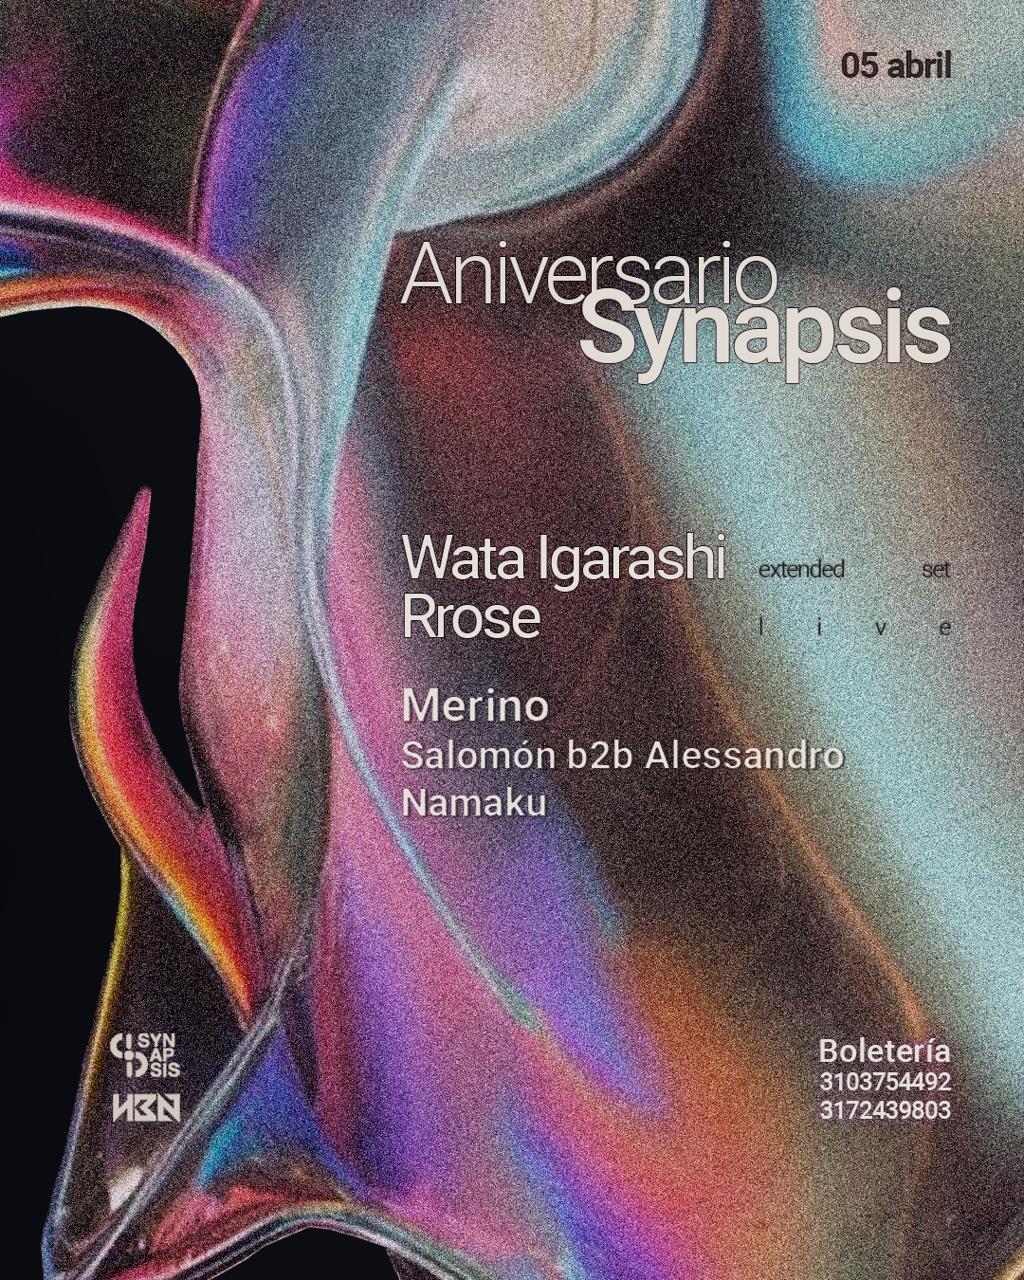 05 abril
Aniversario
Synapsis
Wata Igarashi extended set
Rrose live
Merino
Salomón b2b Alessandro
Namaku
SYN
AP
SIS
Boletería
3103754492
3172439803